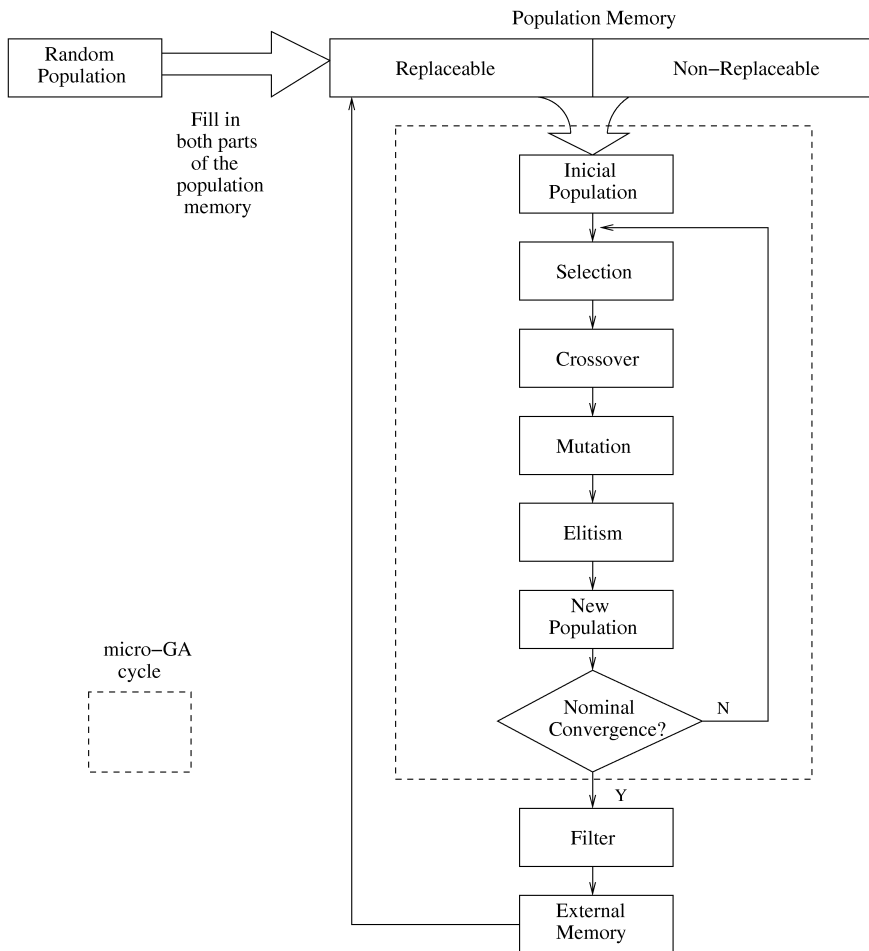 Population Memory
Random
Population
Replaceable
Non-Replaceable
Fill in
both parts
of the
population
memory
Inicial
Population
Selection
Crossover
Mutation
Elitism
New
Population
micro-GA
cycle
Nominal
Convergence?
N
Y
Filter
External
Memory